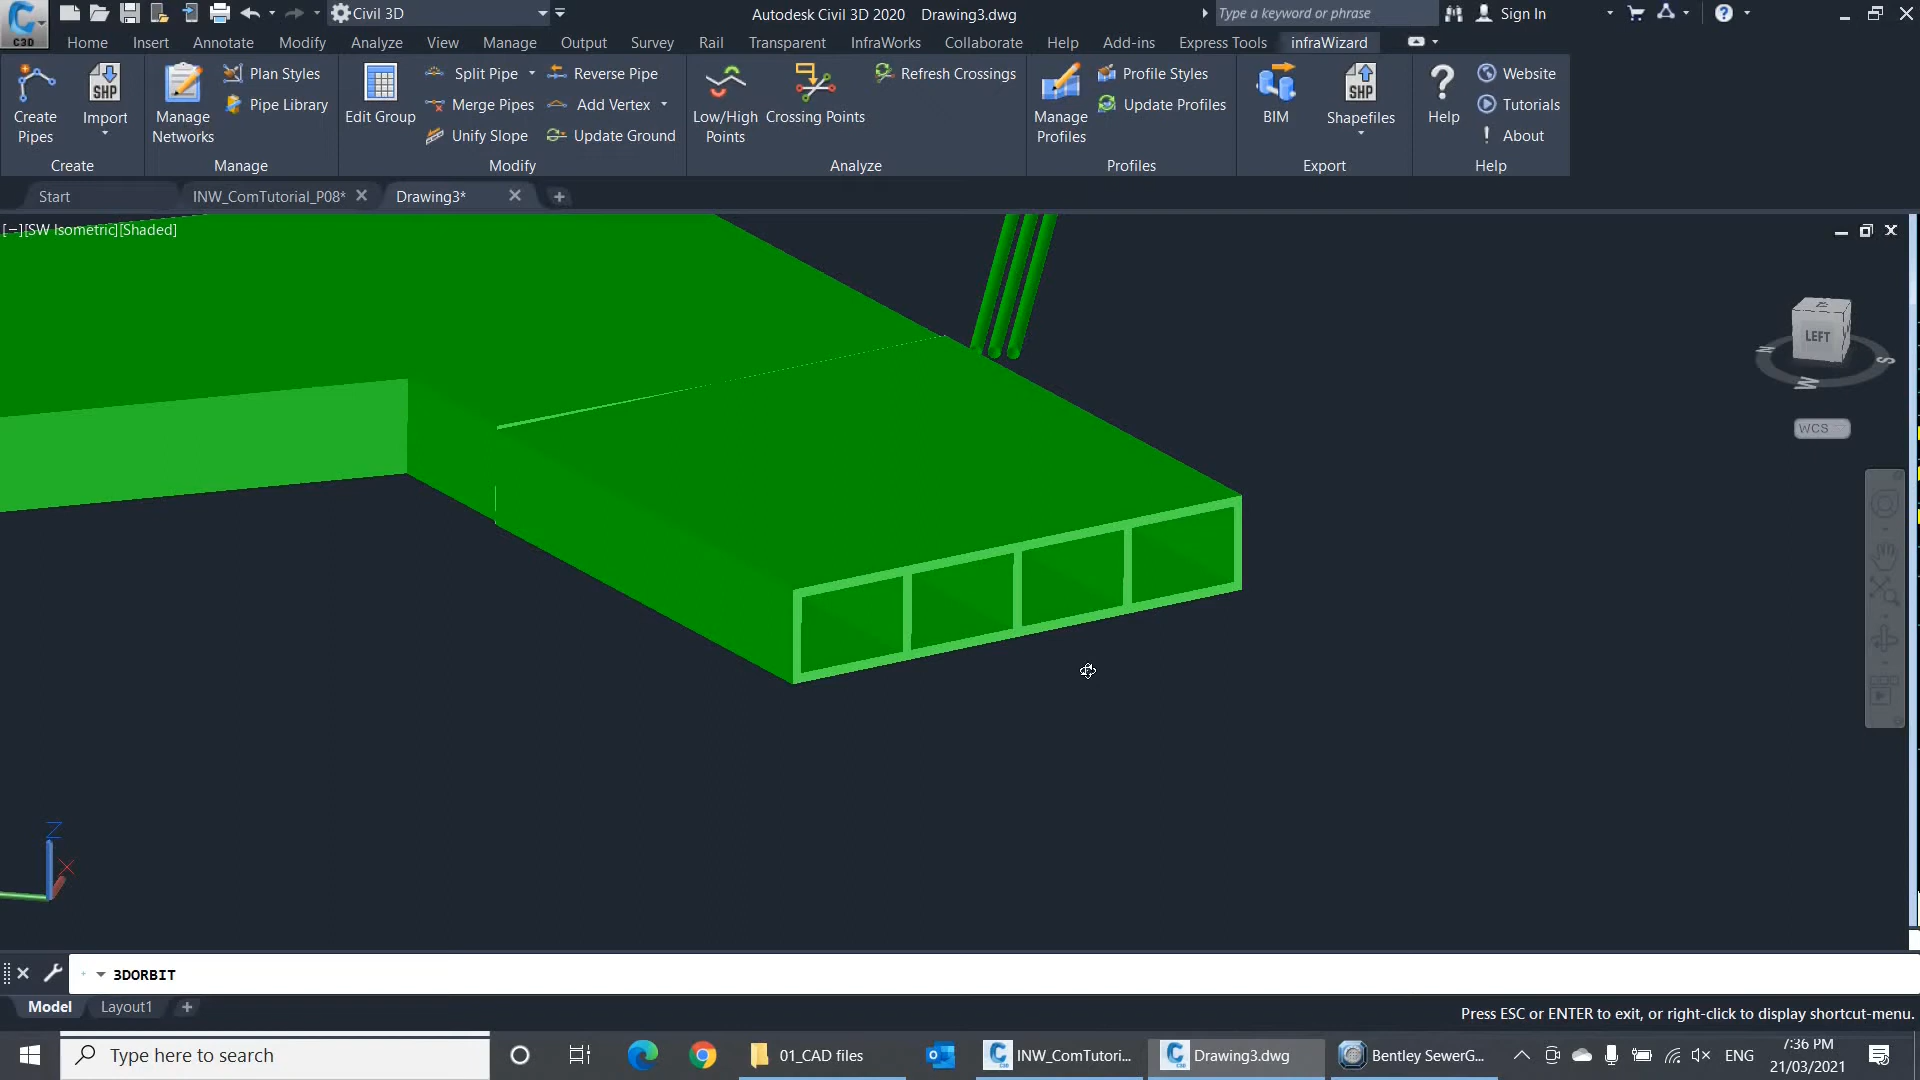 C3D
Civil 3D
Autodesk Civil 3D 2020 Drawing3.dwg
Type a keyword or phrase
Sign In
Home Insert Annotate Modify Analyze View Manage Output Survey Rail Transparent InfraWorks Collaborate Help Add-ins Express Tools infraWizard
Create Pipes
SHP
Import
Create
Manage Networks
Plan Styles
Pipe Library
Manage
Edit Group
Split Pipe
Merge Pipes
Unify Slope
Reverse Pipe
Add Vertex
Update Ground
Modify
Low/High Points
Crossing Points
Refresh Crossings
Analyze
Manage Profiles
Profile Styles
Update Profiles
Profiles
BIM
SHP
Shapefiles
Export
Help
Website
Tutorials
About
Help
Start INW_ComTutorial_P08* Drawing3*
[−][SW Isometric][Shaded]
LEFT
N
S
W
WCS
Z
X
3DORBIT
Model Layout1
Press ESC or ENTER to exit, or right-click to display shortcut-menu.
Type here to search
01_CAD files
INW_ComTutori...
Drawing3.dwg
Bentley SewerG...
ENG
7:36 PM
21/03/2021